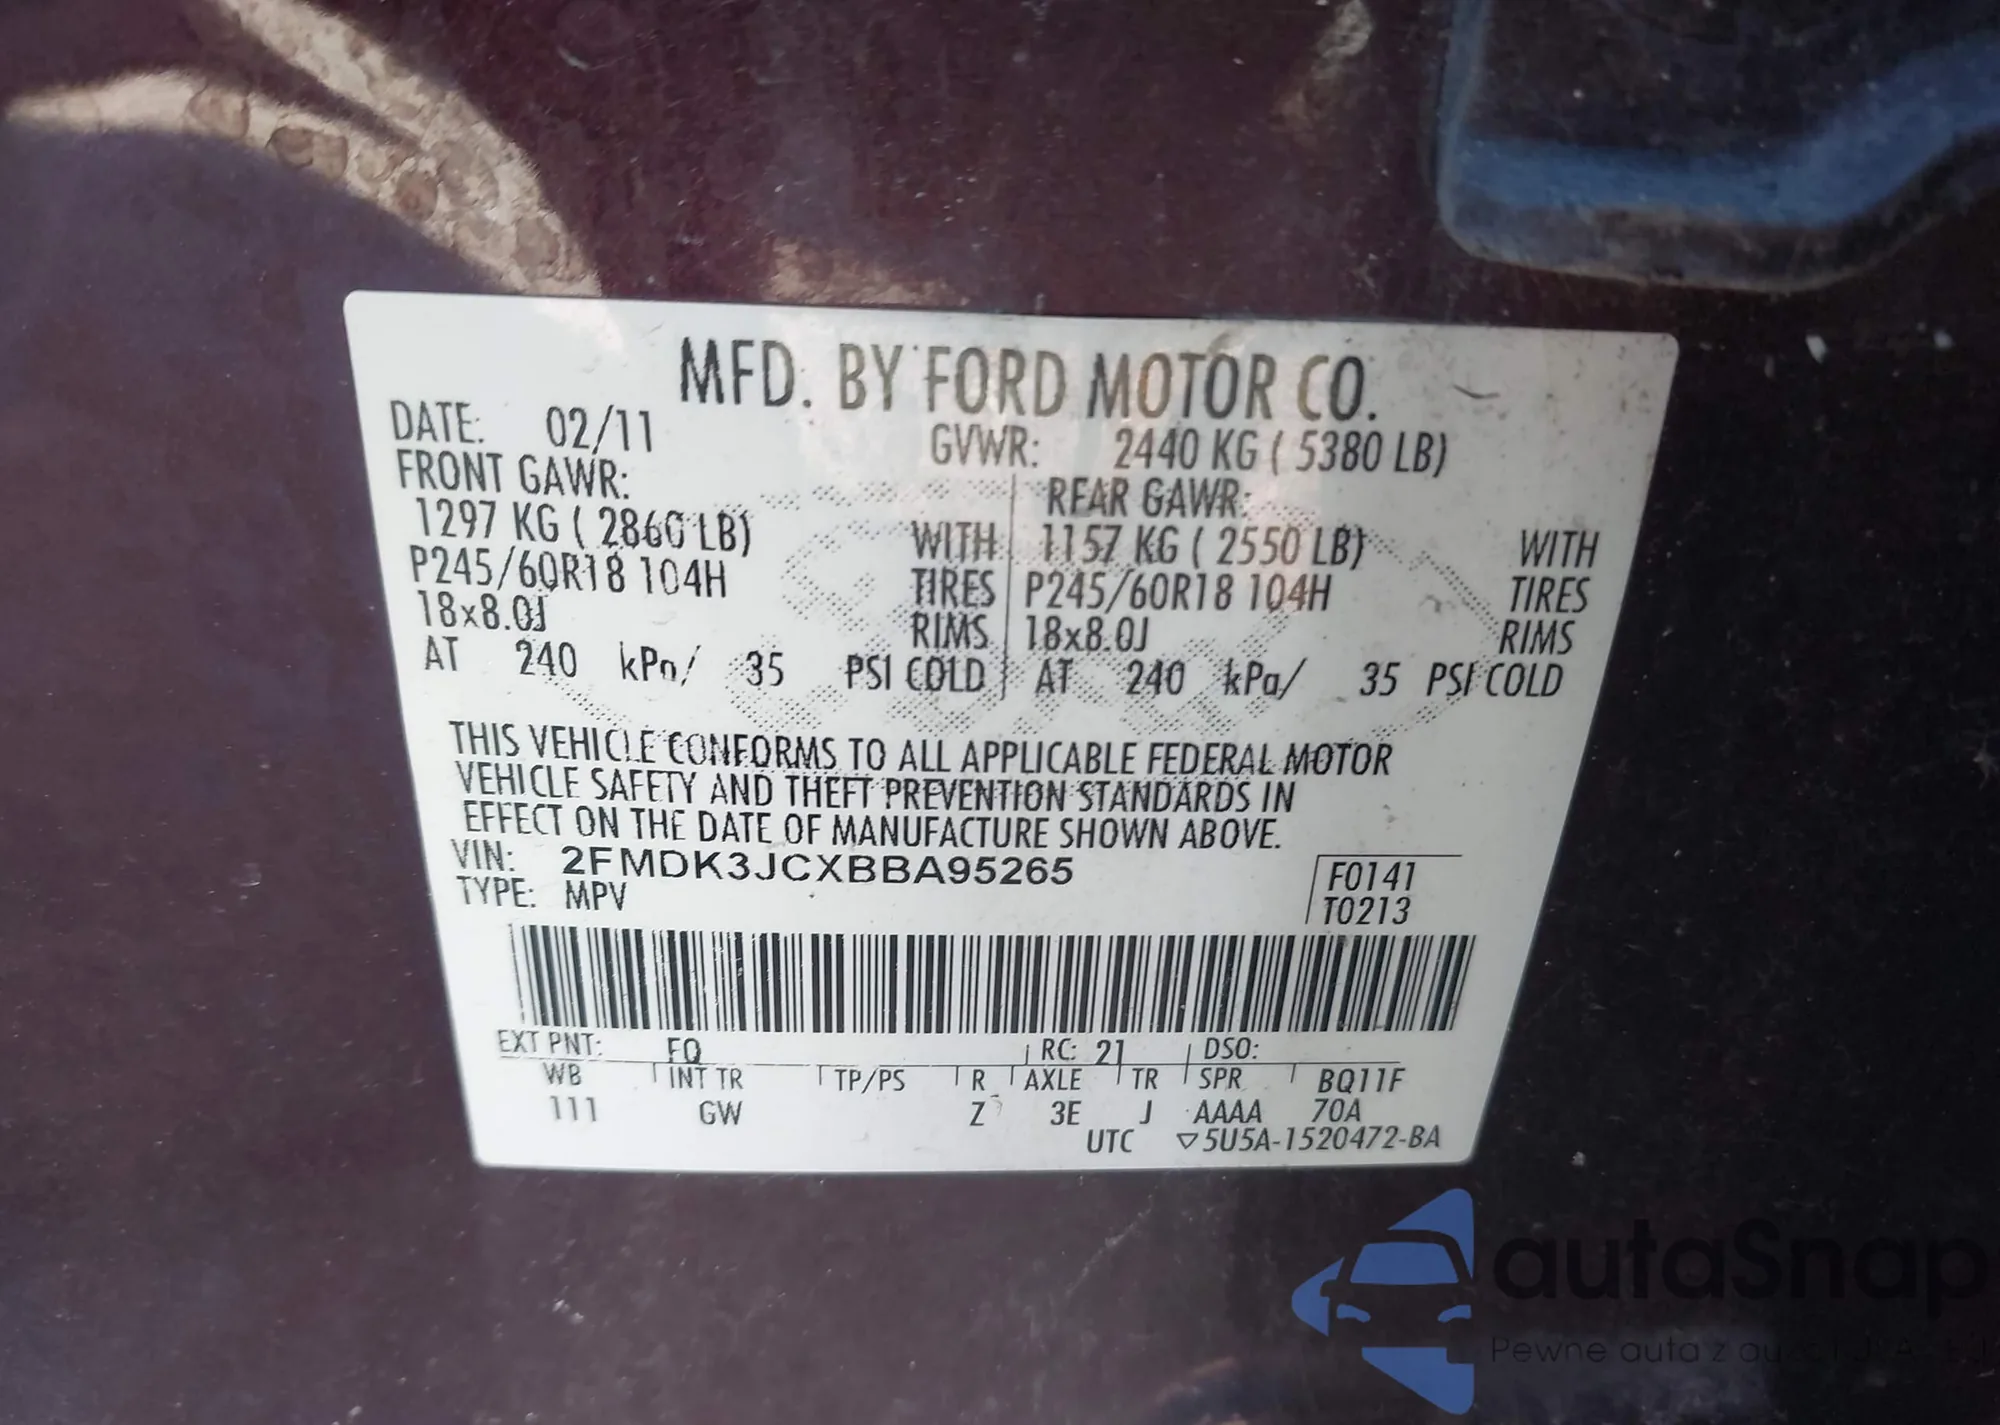 MFD. BY FORD MOTOR CO.
DATE: 02/11 GVWR: 2440 KG ( 5380 LB)
FRONT GAWR: REAR GAWR:
1297 KG ( 2860 LB) WITH 1157 KG ( 2550 LB) WITH
P245/60R18 104H TIRES P245/60R18 104H TIRES
18x8.0J RIMS 18x8.0J RIMS
AT 240 kPa/ 35 PSI COLD AT 240 kPa/ 35 PSI COLD
THIS VEHICLE CONFORMS TO ALL APPLICABLE FEDERAL MOTOR
VEHICLE SAFETY AND THEFT PREVENTION STANDARDS IN
EFFECT ON THE DATE OF MANUFACTURE SHOWN ABOVE.
VIN: 2FMDK3JCXBBA95265 F0141
TYPE: MPV T0213
EXT PNT: FQ RC: 21 DSO:
WB INT TR TP/PS R AXLE TR SPR BQ11F
111 GW Z 3E J AAAA 70A
UTC ▽5U5A-1520472-BA
autaSnap
Pewne auta z